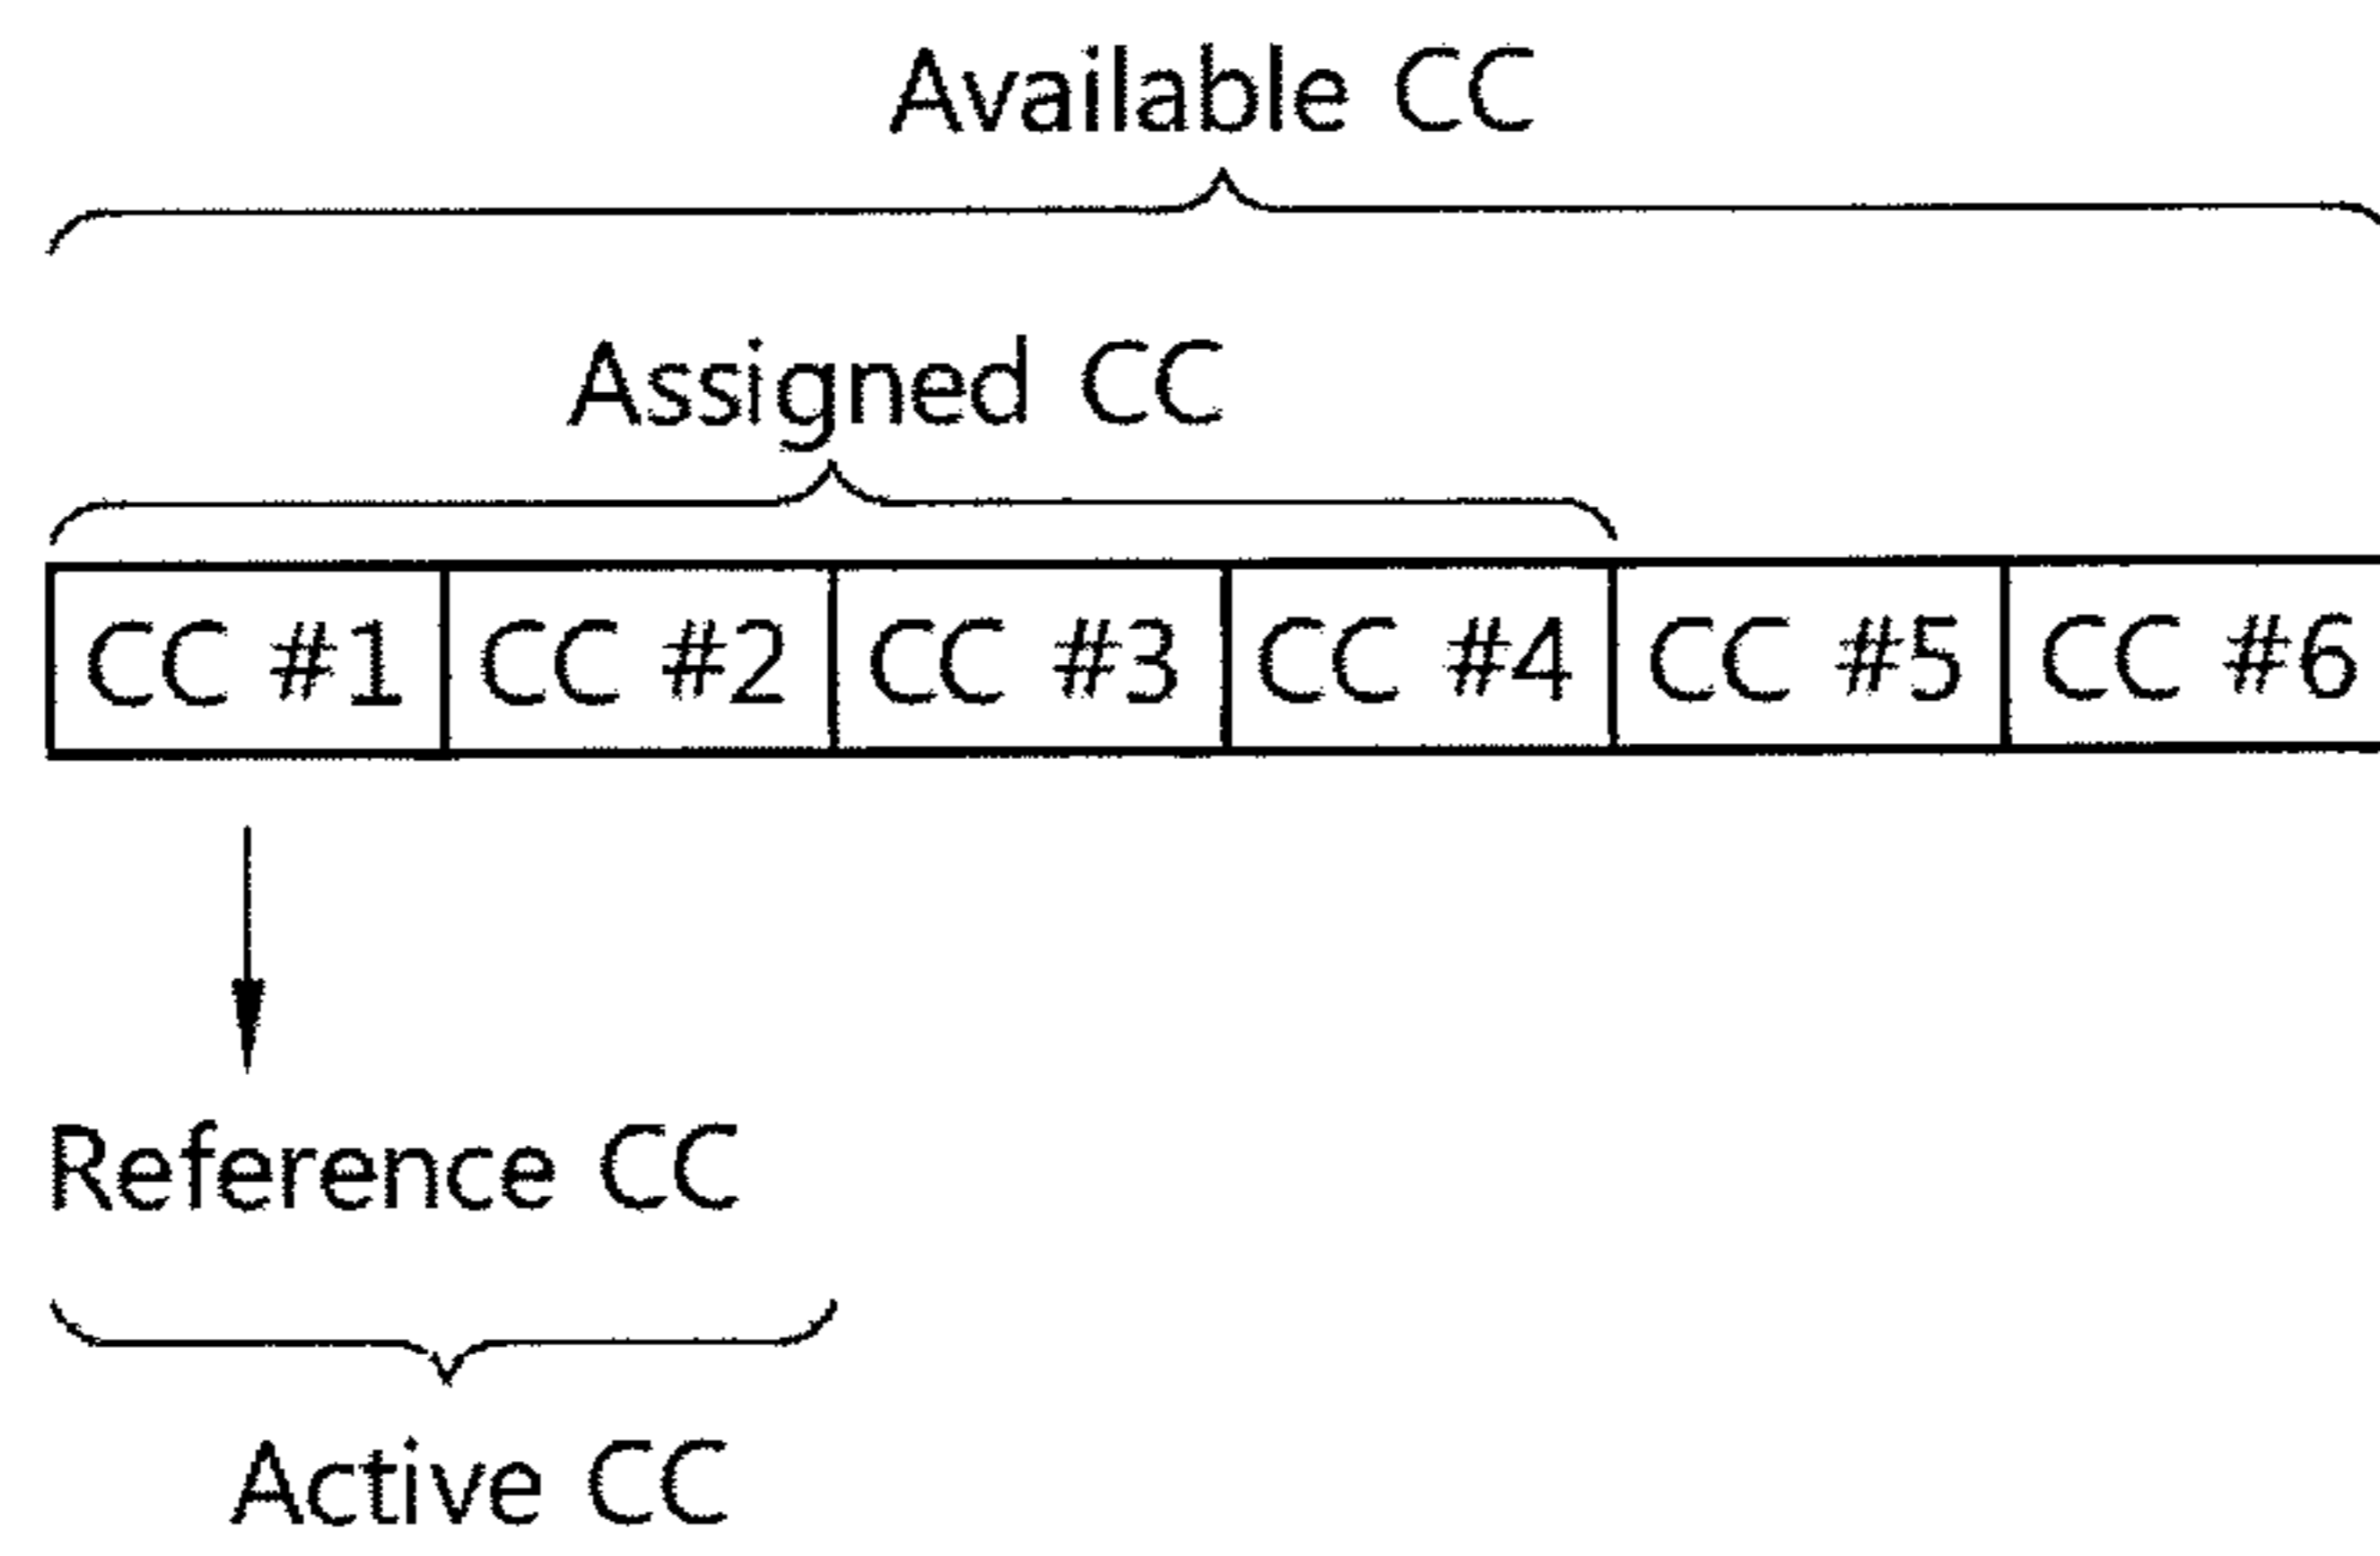 Available CC
Assigned CC
CC #1 CC #2 CC #3 CC #4 CC #5 CC #6
Reference CC
Active CC